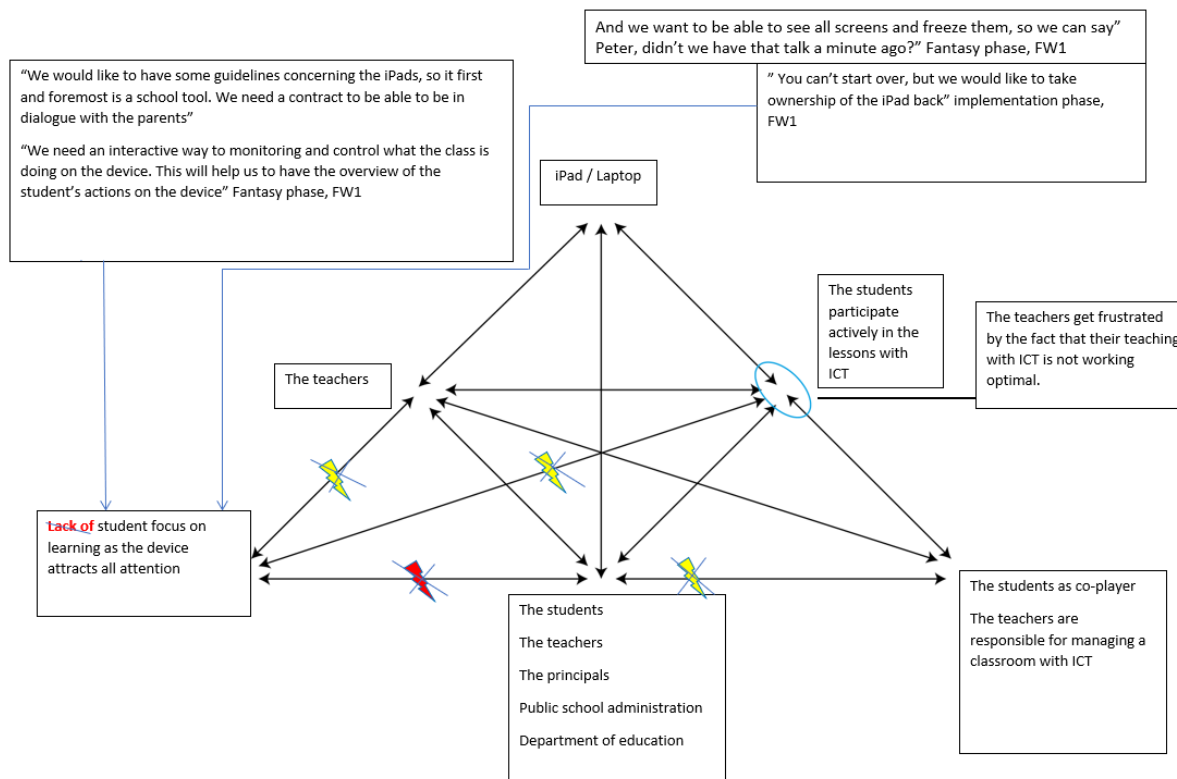 And we want to be able to see all screens and freeze them, so we can say”
Peter, didn’t we have that talk a minute ago?” Fantasy phase, FW1
“We would like to have some guidelines concerning the iPads, so it first
and foremost is a school tool. We need a contract to be able to be in
dialogue with the parents”
“We need an interactive way to monitoring and control what the class is
doing on the device. This will help us to have the overview of the
student’s actions on the device” Fantasy phase, FW1
” You can’t start over, but we would like to take
ownership of the iPad back” implementation phase,
FW1
iPad / Laptop
The students
participate
actively in the
lessons with
ICT
The teachers get frustrated
by the fact that their teaching
with ICT is not working
optimal.
The teachers
Lack of student focus on
learning as the device
attracts all attention
The students
The teachers
The principals
Public school administration
Department of education
The students as co-player
The teachers are
responsible for managing a
classroom with ICT